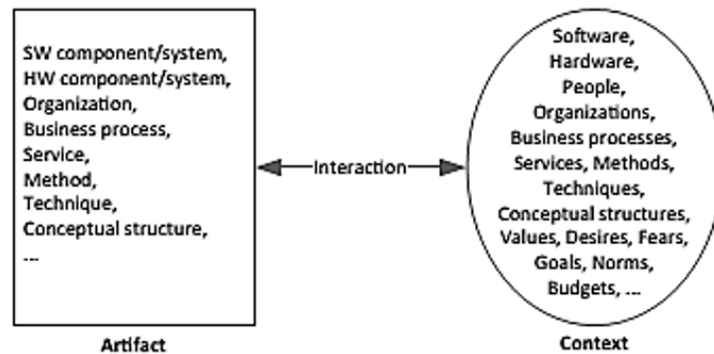 SW component/system,
HW component/system,
Organization,
Business process,
Service,
Method,
Technique,
Conceptual structure,
...
Artifact
Interaction
Software,
Hardware,
People,
Organizations,
Business processes,
Services, Methods,
Techniques,
Conceptual structures,
Values, Desires, Fears,
Goals, Norms,
Budgets, ...
Context